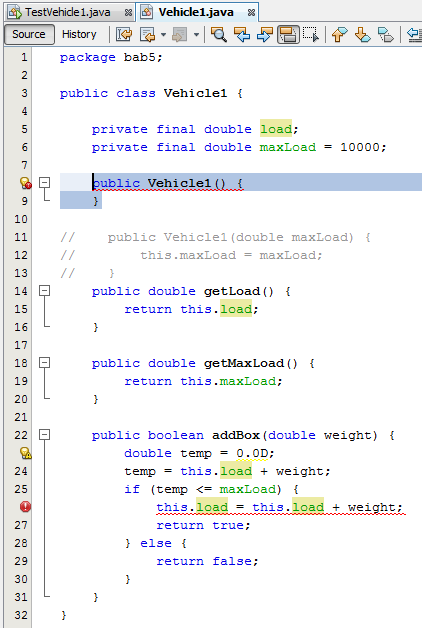 TestVehicle1.java Vehicle1.java
Source History
1 package bab5;
2
3 public class Vehicle1 {
4
5 private final double load;
6 private final double maxLoad = 10000;
7
public Vehicle1() {
9 }
10
11 // public Vehicle1(double maxLoad) {
12 // this.maxLoad = maxLoad;
13 // }
14 public double getLoad() {
15 return this.load;
16 }
17
18 public double getMaxLoad() {
19 return this.maxLoad;
20 }
21
22 public boolean addBox(double weight) {
double temp = 0.0D;
24 temp = this.load + weight;
25 if (temp <= maxLoad) {
this.load = this.load + weight;
27 return true;
28 } else {
29 return false;
30 }
31 }
32 }